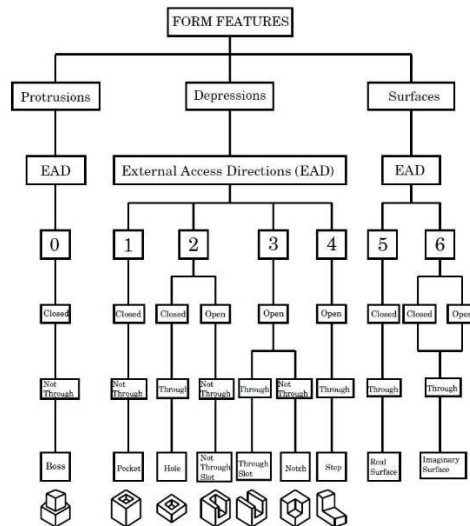 FORM FEATURES
Protrusions Depressions Surfaces
EAD External Access Directions (EAD) EAD
0 1 2 3 4 5 6
Closed Closed Closed Open Open Open Closed Closed Open
Not Through Not Through Through Not Through Through Not Through Through Through Through
Boss Pocket Hole Not Through Slot Through Slot Notch Step Real Surface Imaginary Surface